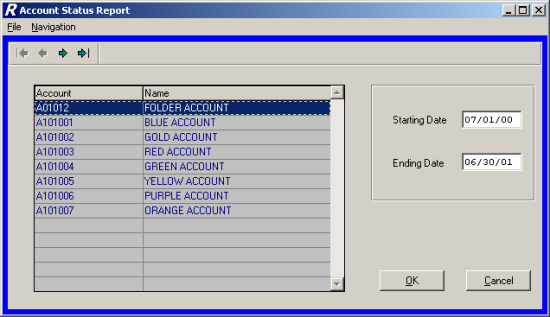 R Account Status Report
File Navigation
Account Name
A01012 FOLDER ACCOUNT
A101001 BLUE ACCOUNT
A101002 GOLD ACCOUNT
A101003 RED ACCOUNT
A101004 GREEN ACCOUNT
A101005 YELLOW ACCOUNT
A101006 PURPLE ACCOUNT
A101007 ORANGE ACCOUNT
Starting Date 07/01/00
Ending Date 06/30/01
OK Cancel